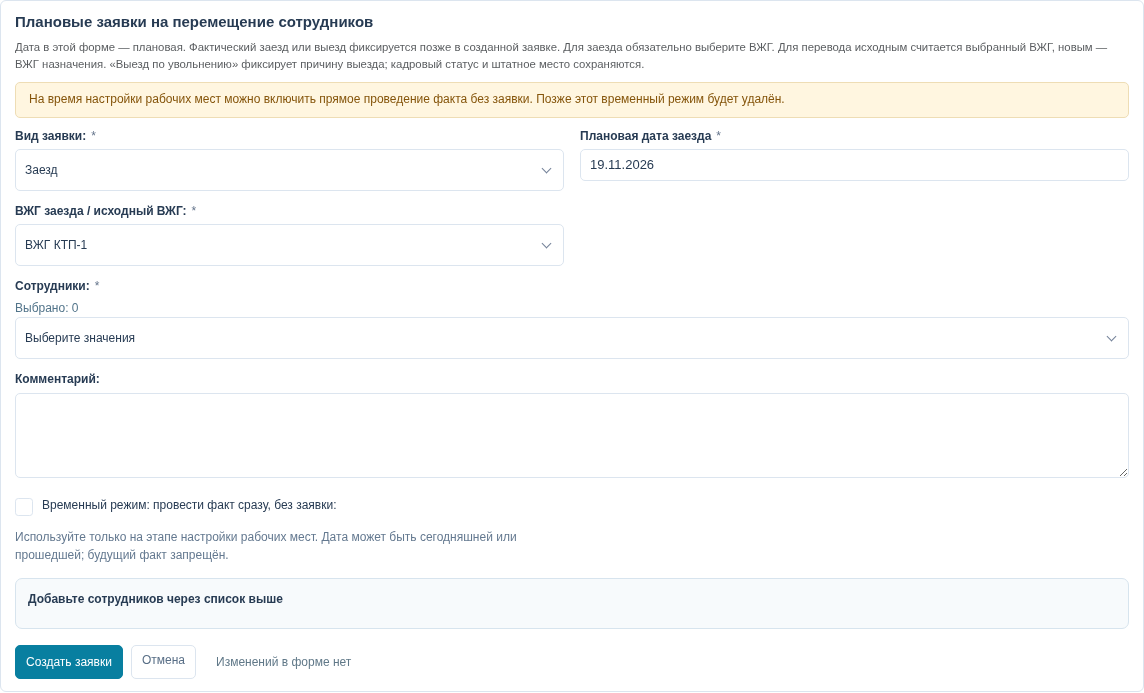 Плановые заявки на перемещение сотрудников
Дата в этой форме — плановая. Фактический заезд или выезд фиксируется позже в созданной заявке. Для заезда обязательно выберите ВЖГ. Для перевода исходным считается выбранный ВЖГ, новым —
ВЖГ назначения. «Выезд по увольнению» фиксирует причину выезда; кадровый статус и штатное место сохраняются.
На время настройки рабочих мест можно включить прямое проведение факта без заявки. Позже этот временный режим будет удалён.
Вид заявки: *
Плановая дата заезда *
Заезд
19.11.2026
ВЖГ заезда / исходный ВЖГ: *
ВЖГ КТП-1
Сотрудники: *
Выбрано: 0
Выберите значения
Комментарий:
Временный режим: провести факт сразу, без заявки:
Используйте только на этапе настройки рабочих мест. Дата может быть сегодняшней или
прошедшей; будущий факт запрещён.
Добавьте сотрудников через список выше
Создать заявки
Отмена
Изменений в форме нет